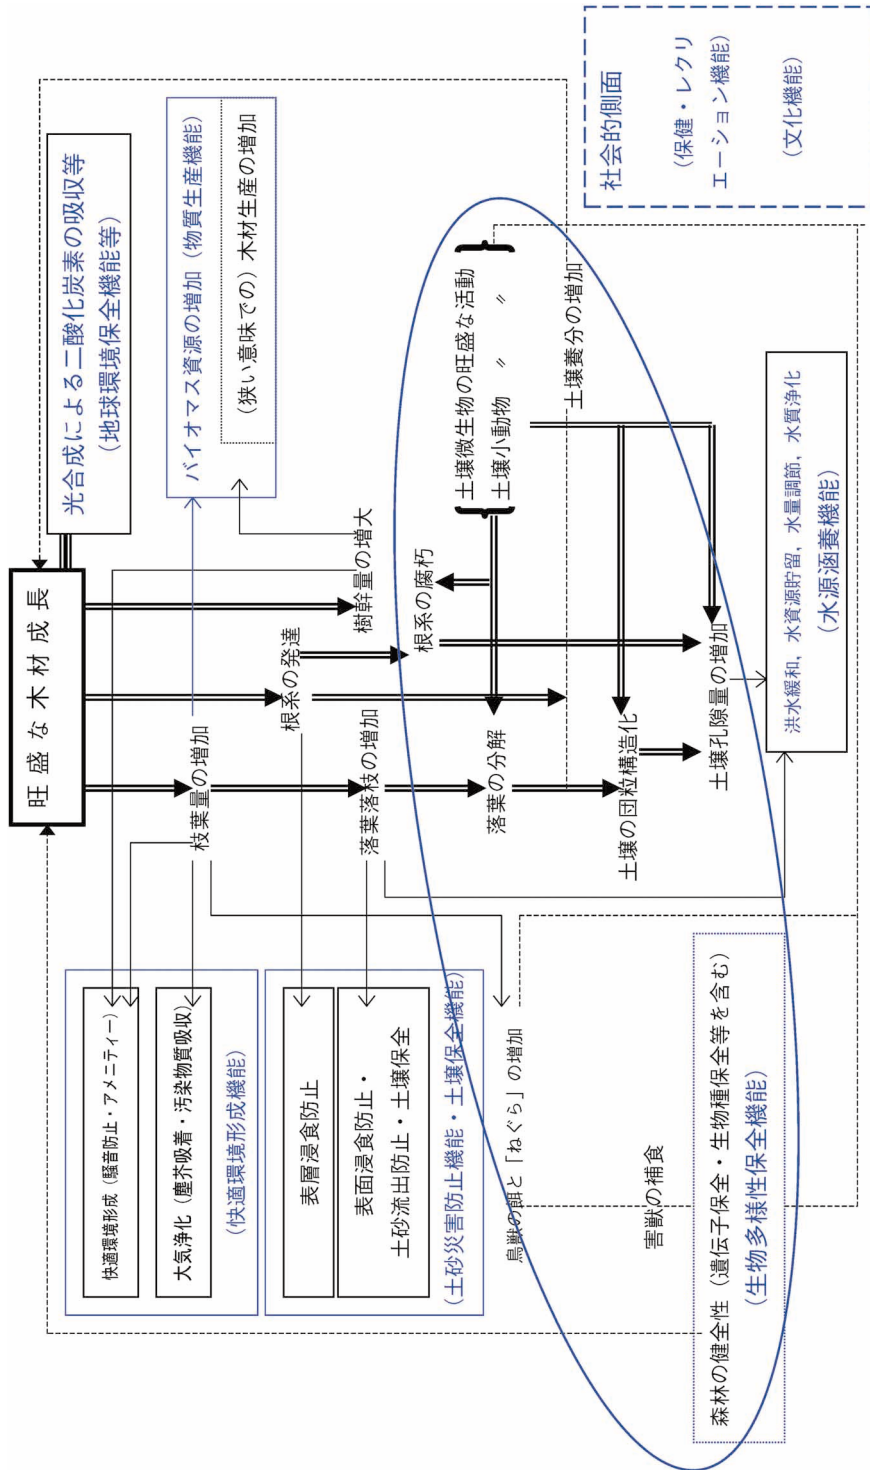 旺盛な木材成長
光合成による二酸化炭素の吸収等
（地球環境保全機能等）
バイオマス資源の増加（物質生産機能）
（狭い意味での）木材生産の増加
快適環境形成（騒音防止・アメニティー）
大気浄化（塵芥吸着・汚染物質吸収）
（快適環境形成機能）
枝葉量の増加
樹幹量の増大
根系の発達
表層浸食防止
表面浸食防止・
土砂流出防止・土壌保全
（土砂災害防止機能・土壌保全機能）
落葉落枝の増加
根系の腐朽
土壌微生物の旺盛な活動
土壌小動物　〃　〃
落葉の分解
鳥獣の餌と「ねぐら」の増加
土壌養分の増加
土壌の団粒構造化
害獣の補食
土壌孔隙量の増加
森林の健全性（遺伝子保全・生物種保全等を含む）
（生物多様性保全機能）
洪水緩和，水資源貯留，水量調節，水質浄化
（水源涵養機能）
社会的側面
（保健・レクリ
エーション機能）
（文化機能）